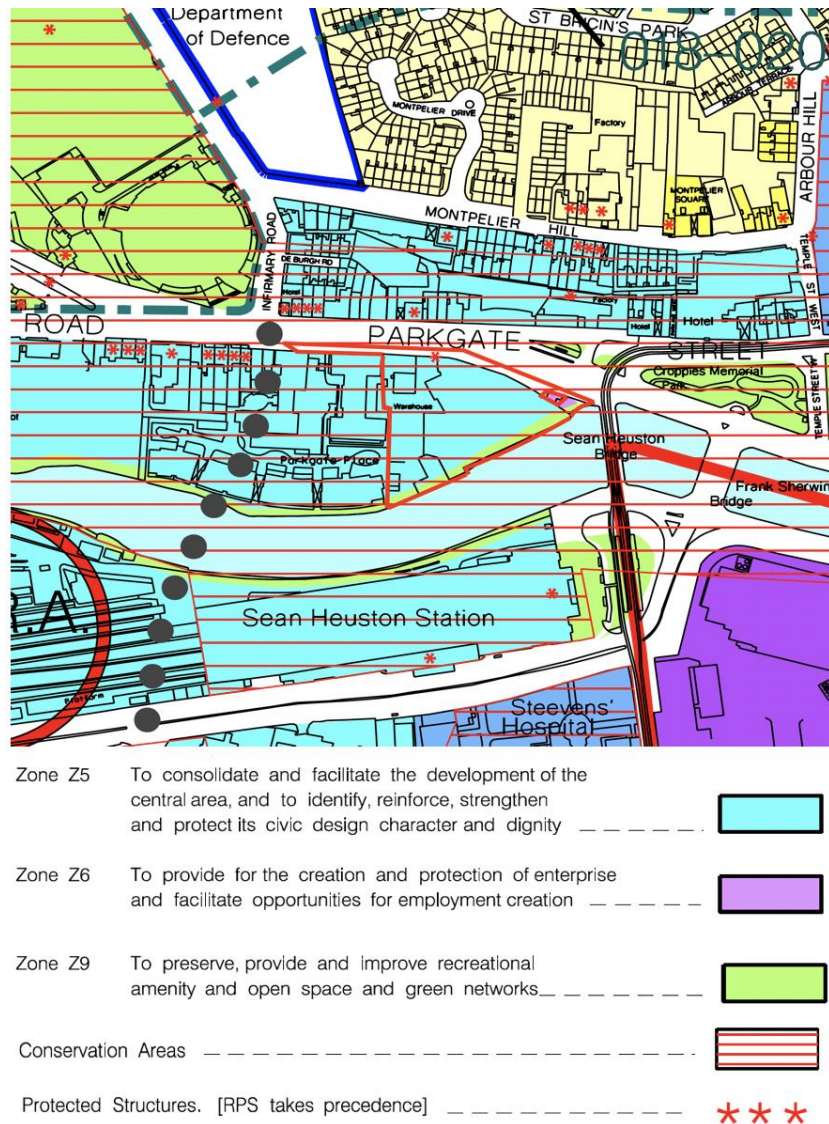 Department
of Defence
ST BRICIN'S PARK
018-020
ARBOUR TERRACE
ARBOUR HILL
MONTPELIER DRIVE
Factory
MONTPELIER
SQUARE
MONTPELIER HILL
INFIRMARY ROAD
DE BURGH RD
Hotel
Factory
TEMPLE ST WEST
Hotel
Hotel
ROAD
PARKGATE
STREET
Croppies Memorial
Park
TEMPLE STREET W
Warehouse
Parkgate Place
Sean Heuston
Bridge
Frank Sherwin
Bridge
R.A.
Sean Heuston Station
Platform
Steevens'
Hospital
Zone Z5 To consolidate and facilitate the development of the
central area, and to identify, reinforce, strengthen
and protect its civic design character and dignity
Zone Z6 To provide for the creation and protection of enterprise
and facilitate opportunities for employment creation
Zone Z9 To preserve, provide and improve recreational
amenity and open space and green networks
Conservation Areas
Protected Structures. [RPS takes precedence]